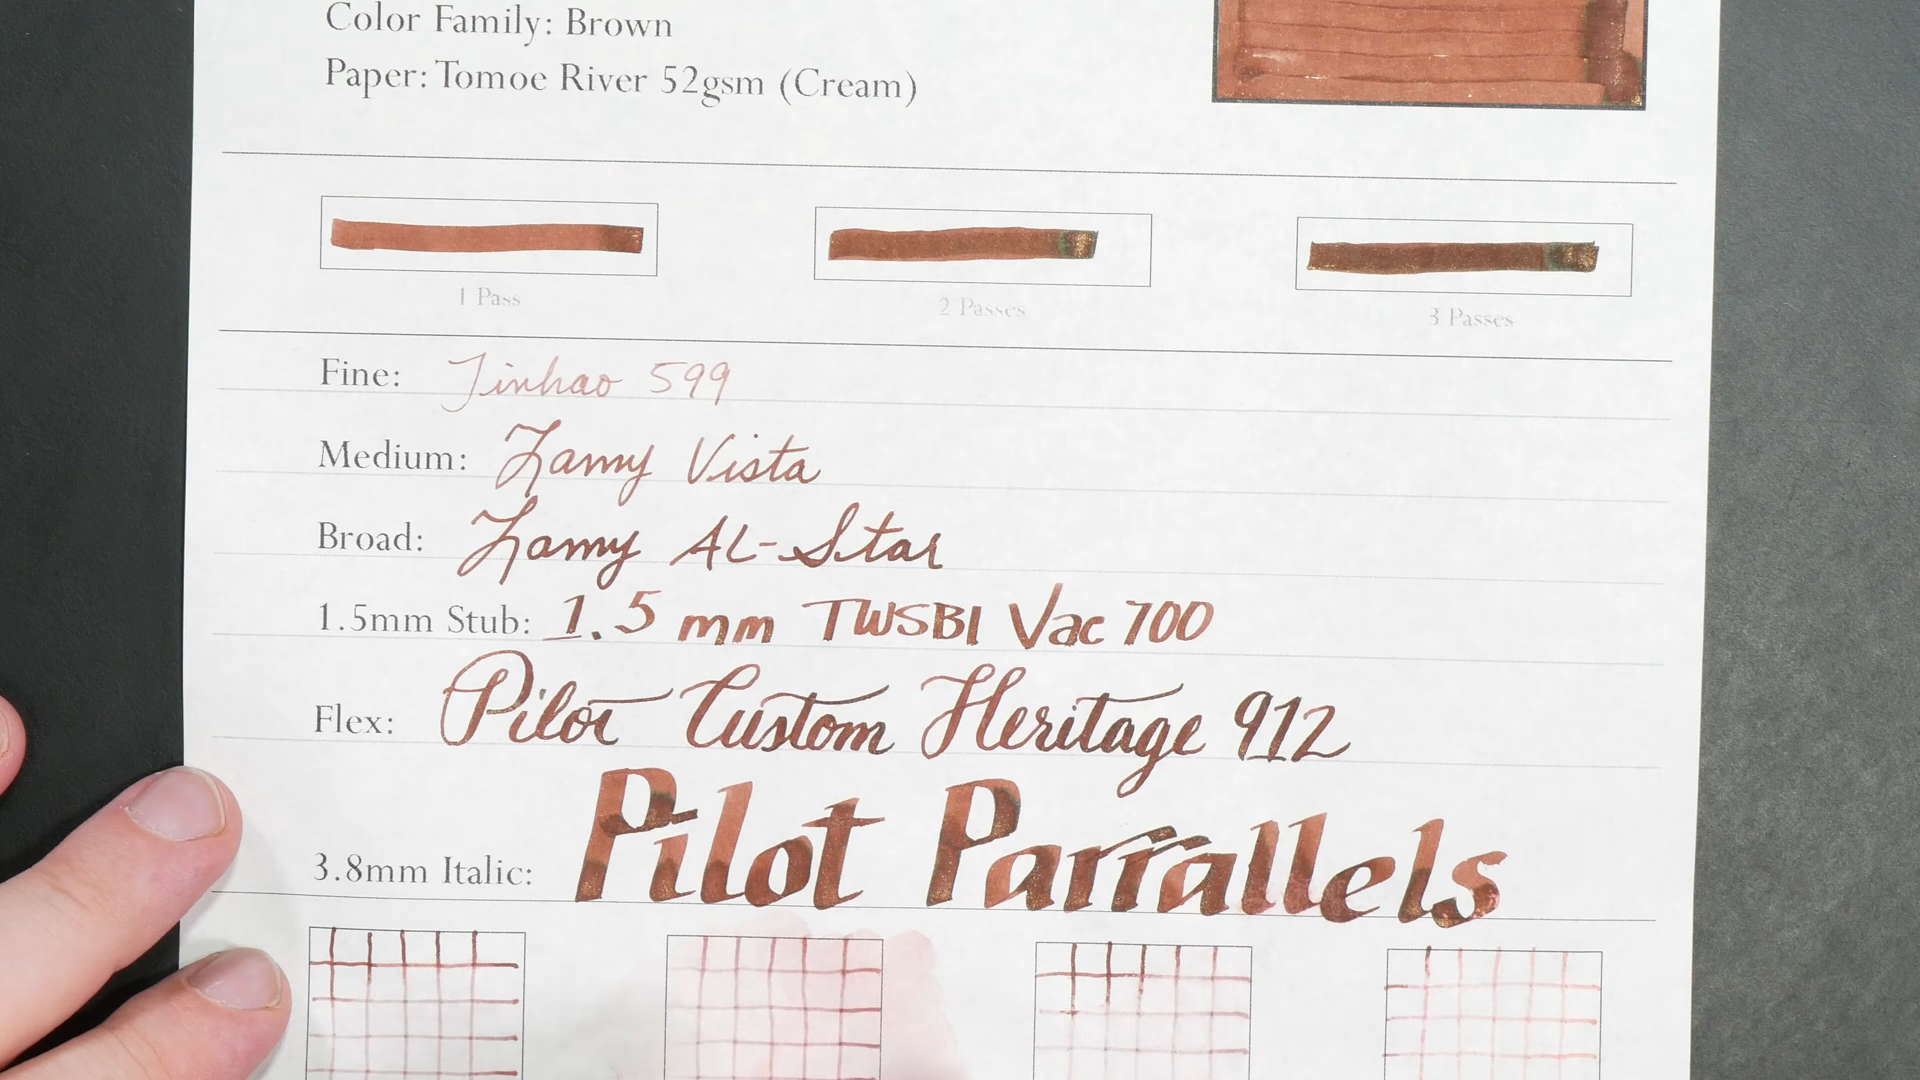 Color Family: Brown
Paper: Tomoe River 52gsm (Cream)
1 Pass
2 Passes
3 Passes
Fine: Jinhao 599
Medium: Lamy Vista
Broad: Lamy AL-Star
1.5mm Stub: 1.5 mm TWSBI Vac 700
Flex: Pilot Custom Heritage 912
3.8mm Italic: Pilot Parrallels